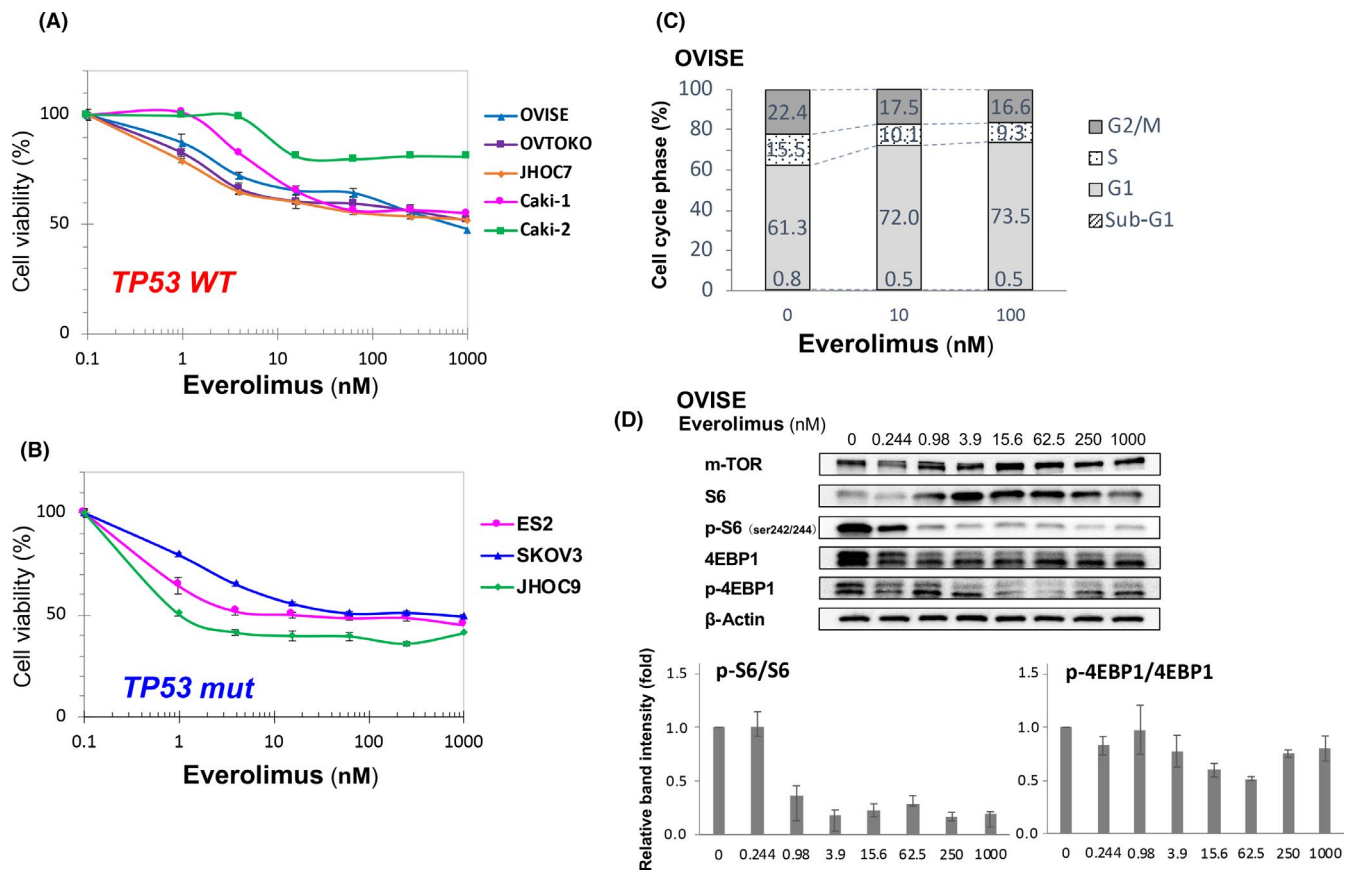 (A)
100
50
0
0.1 1 10 100 1000
Cell viability (%)
Everolimus (nM)
TP53 WT
OVISE
OVTOKO
JHOC7
Caki-1
Caki-2
(B)
100
50
0
0.1 1 10 100 1000
Cell viability (%)
Everolimus (nM)
TP53 mut
ES2
SKOV3
JHOC9
(C)
OVISE
Cell cycle phase (%)
100
80
60
40
20
0
22.4 17.5 16.6
15.5 10.1 9.3
61.3 72.0 73.5
0.8 0.5 0.5
0 10 100
Everolimus (nM)
G2/M
S
G1
Sub-G1
(D)
OVISE
Everolimus (nM)
0 0.244 0.98 3.9 15.6 62.5 250 1000
m-TOR
S6
p-S6 (ser242/244)
4EBP1
p-4EBP1
β-Actin
Relative band intensity (fold)
p-S6/S6
1.5
1.0
0.5
0.0
0 0.244 0.98 3.9 15.6 62.5 250 1000
p-4EBP1/4EBP1
1.5
1.0
0.5
0.0
0 0.244 0.98 3.9 15.6 62.5 250 1000